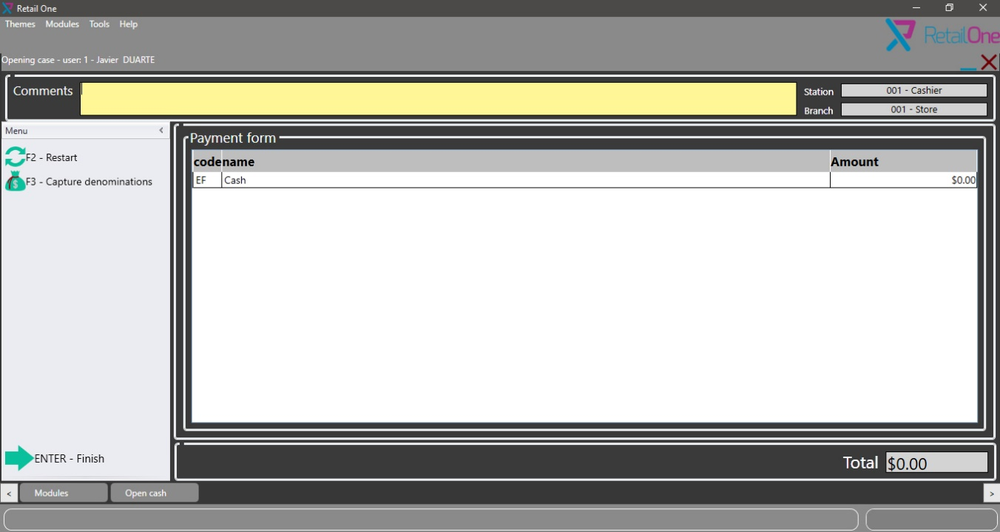 Retail One
Themes Modules Tools Help
RetailOne
Opening case - user: 1 - Javier DUARTE
Comments
Station 001 - Cashier
Branch 001 - Store
Menu <
F2 - Restart
F3 - Capture denominations
ENTER - Finish
Payment form
code name Amount
EF Cash $0.00
Total $0.00
< Modules Open cash >